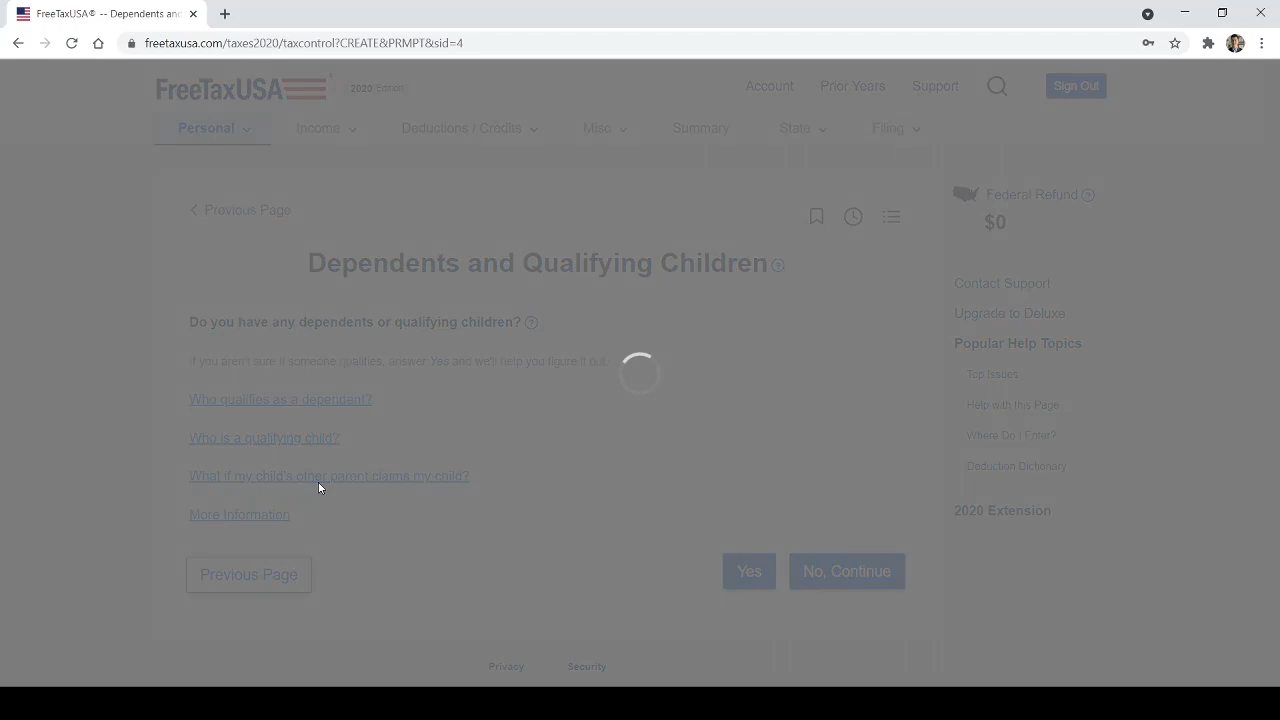 FreeTaxUSA® -- Dependents and
freetaxusa.com/taxes2020/taxcontrol?CREATE&PRMPT&sid=4
FreeTaxUSA
2020 Edition
Account
Prior Years
Support
Sign Out
Personal
Income
Deductions / Credits
Misc
Summary
State
Filing
Previous Page
Federal Refund
$0
Dependents and Qualifying Children
Do you have any dependents or qualifying children?
If you aren't sure if someone qualifies, answer Yes and we'll help you figure it out.
Who qualifies as a dependent?
Who is a qualifying child?
What if my child's other parent claims my child?
More Information
Previous Page
Yes
No, Continue
Contact Support
Upgrade to Deluxe
Popular Help Topics
Top Issues
Help with this Page
Where Do I Enter?
Deduction Dictionary
2020 Extension
Privacy
Security